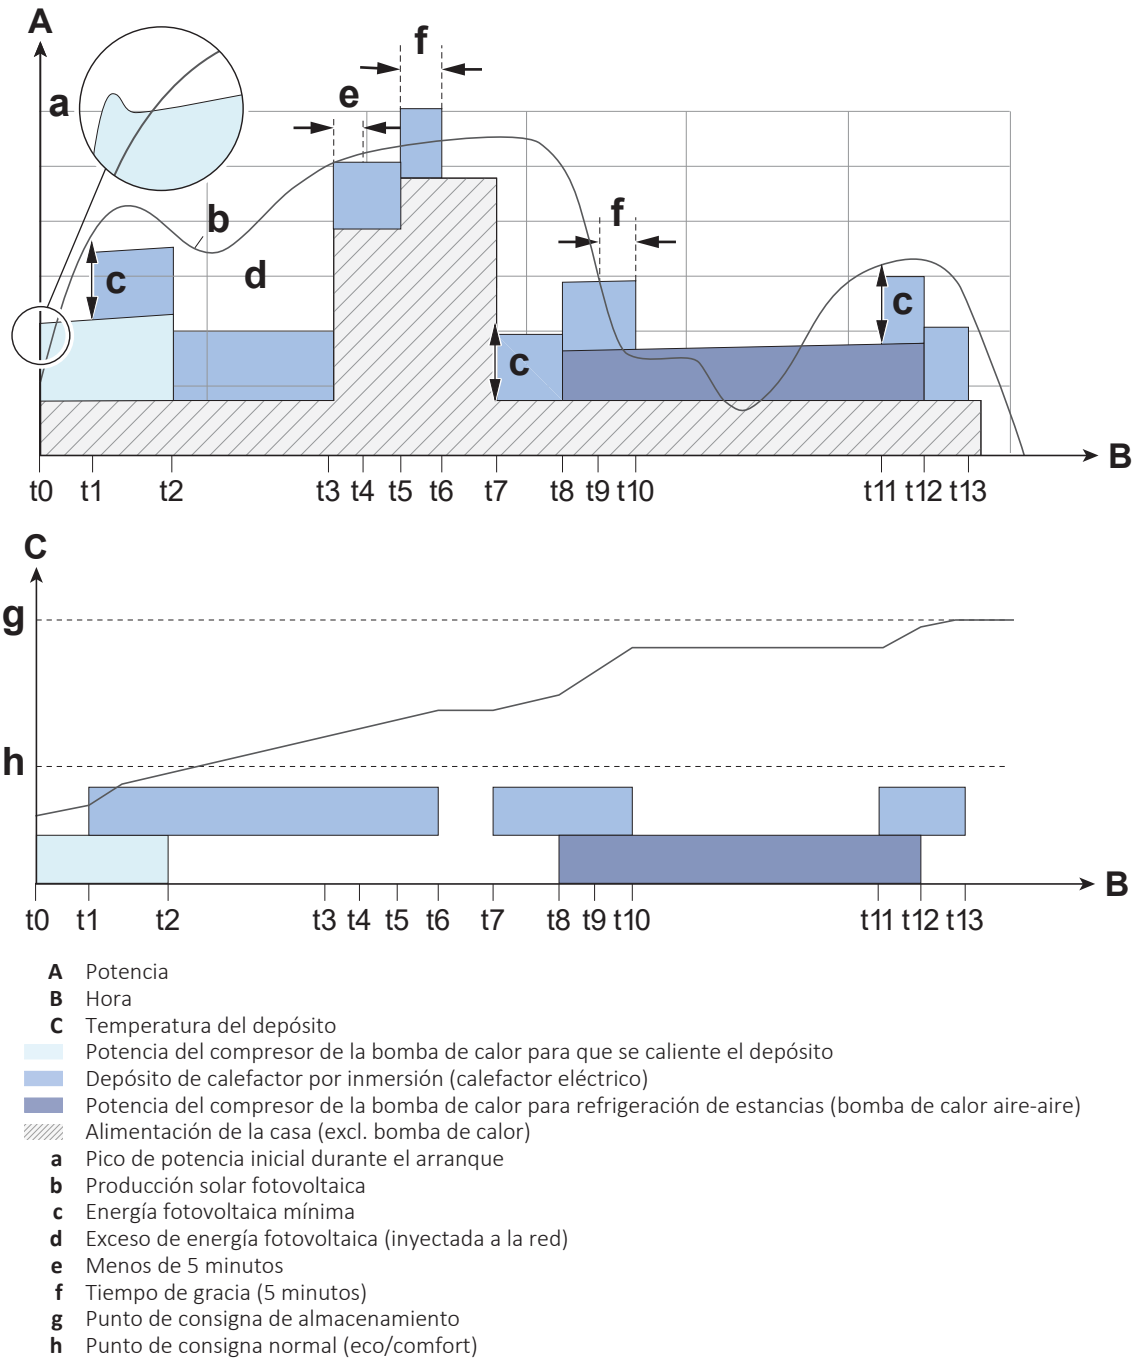 A
f
a
e
b
f
d
c
c
c
B
t0 t1 t2 t3 t4 t5 t6 t7 t8 t9 t10 t11 t12 t13
C
g
h
B
t0 t1 t2 t3 t4 t5 t6 t7 t8 t9 t10 t11 t12 t13
A Potencia
B Hora
C Temperatura del depósito
Potencia del compresor de la bomba de calor para que se caliente el depósito
Depósito de calefactor por inmersión (calefactor eléctrico)
Potencia del compresor de la bomba de calor para refrigeración de estancias (bomba de calor aire-aire)
Alimentación de la casa (excl. bomba de calor)
a Pico de potencia inicial durante el arranque
b Producción solar fotovoltaica
c Energía fotovoltaica mínima
d Exceso de energía fotovoltaica (inyectada a la red)
e Menos de 5 minutos
f Tiempo de gracia (5 minutos)
g Punto de consigna de almacenamiento
h Punto de consigna normal (eco/comfort)